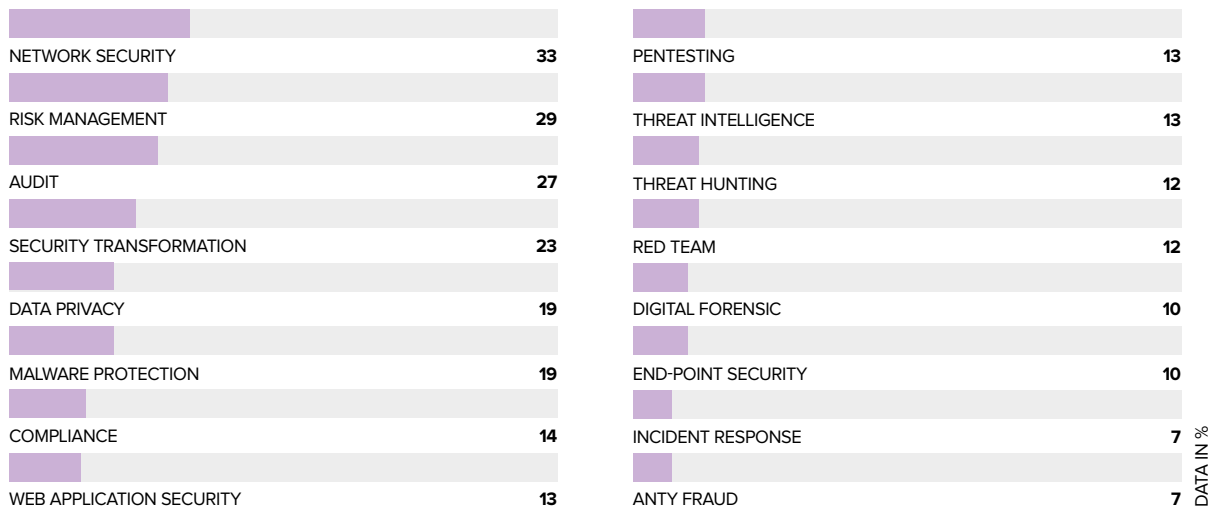 NETWORK SECURITY 33
RISK MANAGEMENT 29
AUDIT 27
SECURITY TRANSFORMATION 23
DATA PRIVACY 19
MALWARE PROTECTION 19
COMPLIANCE 14
WEB APPLICATION SECURITY 13
PENTESTING 13
THREAT INTELLIGENCE 13
THREAT HUNTING 12
RED TEAM 12
DIGITAL FORENSIC 10
END-POINT SECURITY 10
INCIDENT RESPONSE 7
ANTY FRAUD 7
DATA IN %